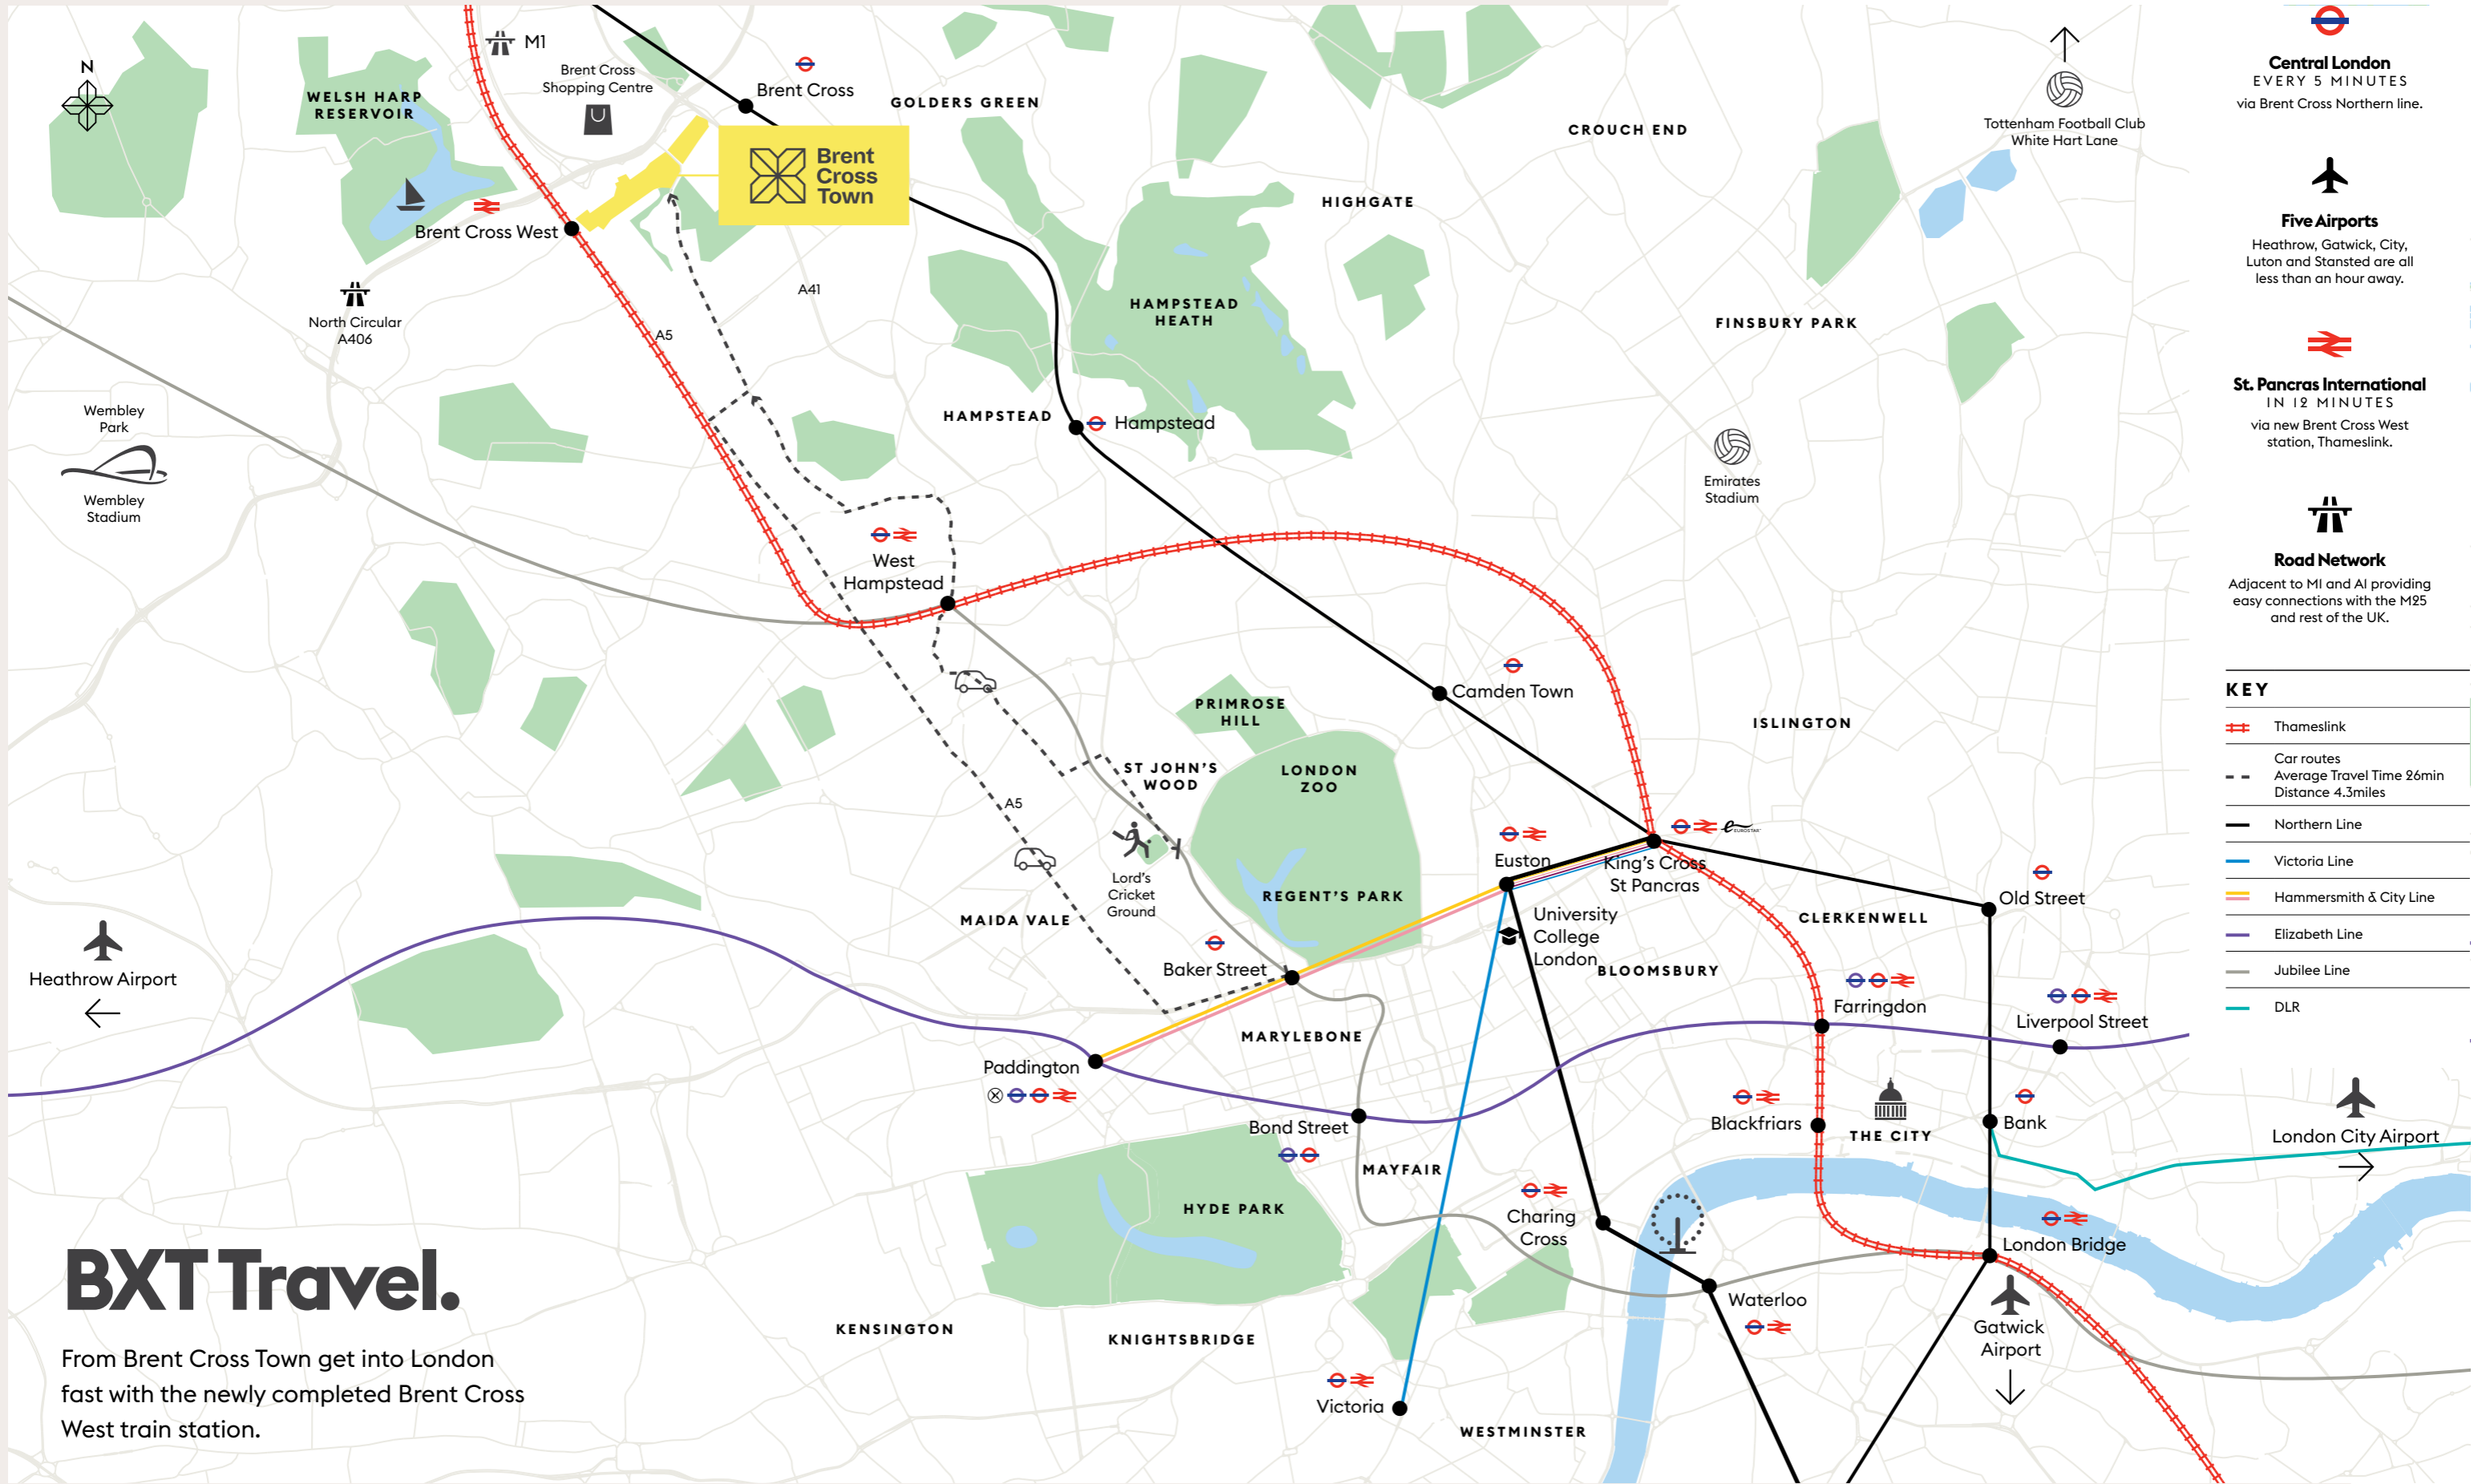 N
M1
Brent Cross
Shopping Centre
Brent Cross
WELSH HARP
RESERVOIR
GOLDERS GREEN
Brent
Cross
Town
Brent Cross West
North Circular
A406
A5
A41
CROUCH END
HIGHGATE
Tottenham Football Club
White Hart Lane
HAMPSTEAD
HEATH
FINSBURY PARK
Wembley
Park
Wembley
Stadium
HAMPSTEAD
Hampstead
Emirates
Stadium
West
Hampstead
Camden Town
PRIMROSE
HILL
ISLINGTON
ST JOHN'S
WOOD
LONDON
ZOO
A5
Lord's
Cricket
Ground
Euston
King's Cross
St Pancras
EUROSTAR
REGENT'S PARK
MAIDA VALE
University
College
London
BLOOMSBURY
CLERKENWELL
Old Street
Heathrow Airport
Baker Street
Farringdon
Liverpool Street
MARYLEBONE
Paddington
Bond Street
Blackfriars
THE CITY
Bank
London City Airport
MAYFAIR
HYDE PARK
Charing
Cross
London Bridge
Waterloo
Gatwick
Airport
KENSINGTON
KNIGHTSBRIDGE
Victoria
WESTMINSTER
BXT Travel.
From Brent Cross Town get into London
fast with the newly completed Brent Cross
West train station.
Central London
EVERY 5 MINUTES
via Brent Cross Northern line.
Five Airports
Heathrow, Gatwick, City,
Luton and Stansted are all
less than an hour away.
St. Pancras International
IN 12 MINUTES
via new Brent Cross West
station, Thameslink.
Road Network
Adjacent to M1 and A1 providing
easy connections with the M25
and rest of the UK.
KEY
Thameslink
Car routes
Average Travel Time 26min
Distance 4.3miles
Northern Line
Victoria Line
Hammersmith & City Line
Elizabeth Line
Jubilee Line
DLR